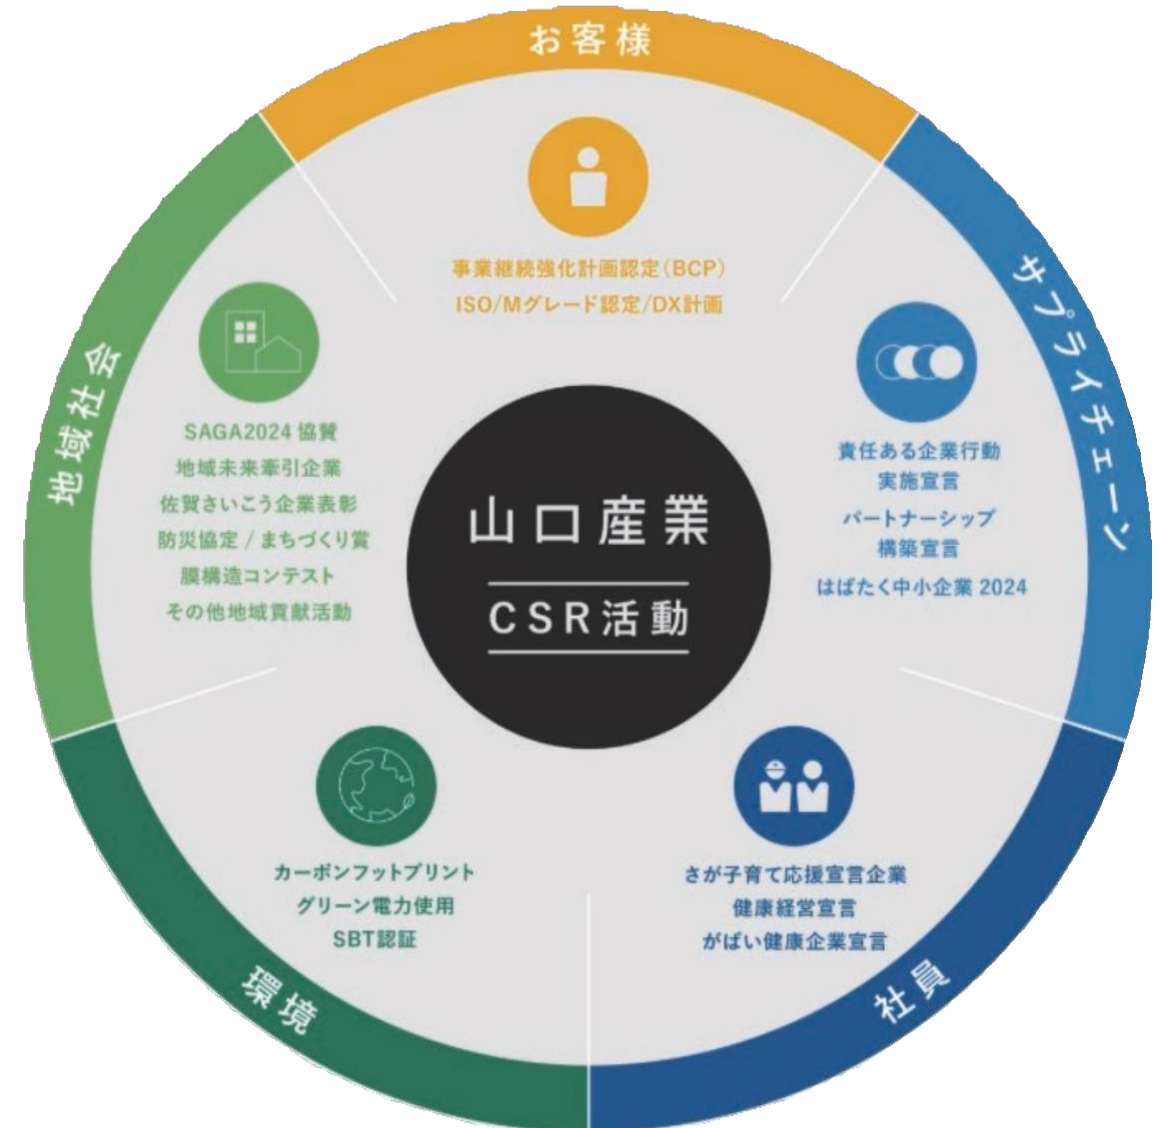 お客様
事業継続強化計画認定（BCP）
ISO/Mグレード認定/DX計画
サプライチェーン
責任ある企業行動
実施宣言
パートナーシップ
構築宣言
はばたく中小企業 2024
社員
さが子育て応援宣言企業
健康経営宣言
がばい健康企業宣言
環境
カーボンフットプリント
グリーン電力使用
SBT認証
地域社会
SAGA2024 協賛
地域未来牽引企業
佐賀さいこう企業表彰
防災協定 / まちづくり賞
膜構造コンテスト
その他地域貢献活動
山口産業
CSR活動